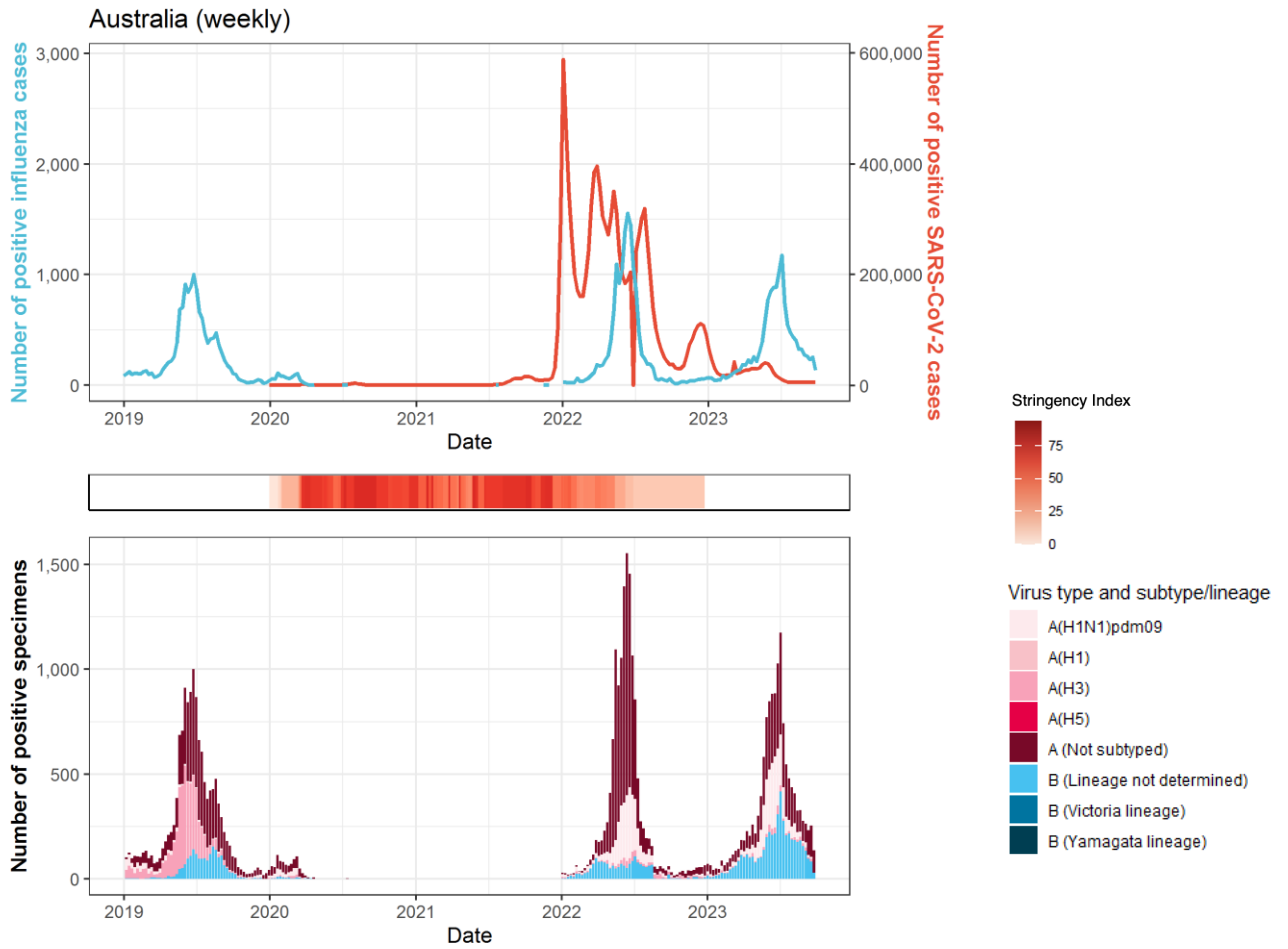 Australia (weekly)
Number of positive influenza cases
3,000
2,000
1,000
0
600,000
400,000
200,000
0
Number of positive SARS-CoV-2 cases
2019 2020 2021 2022 2023
Date
Stringency Index
75
50
25
0
Number of positive specimens
1,500
1,000
500
0
2019 2020 2021 2022 2023
Date
Virus type and subtype/lineage
A(H1N1)pdm09
A(H1)
A(H3)
A(H5)
A (Not subtyped)
B (Lineage not determined)
B (Victoria lineage)
B (Yamagata lineage)